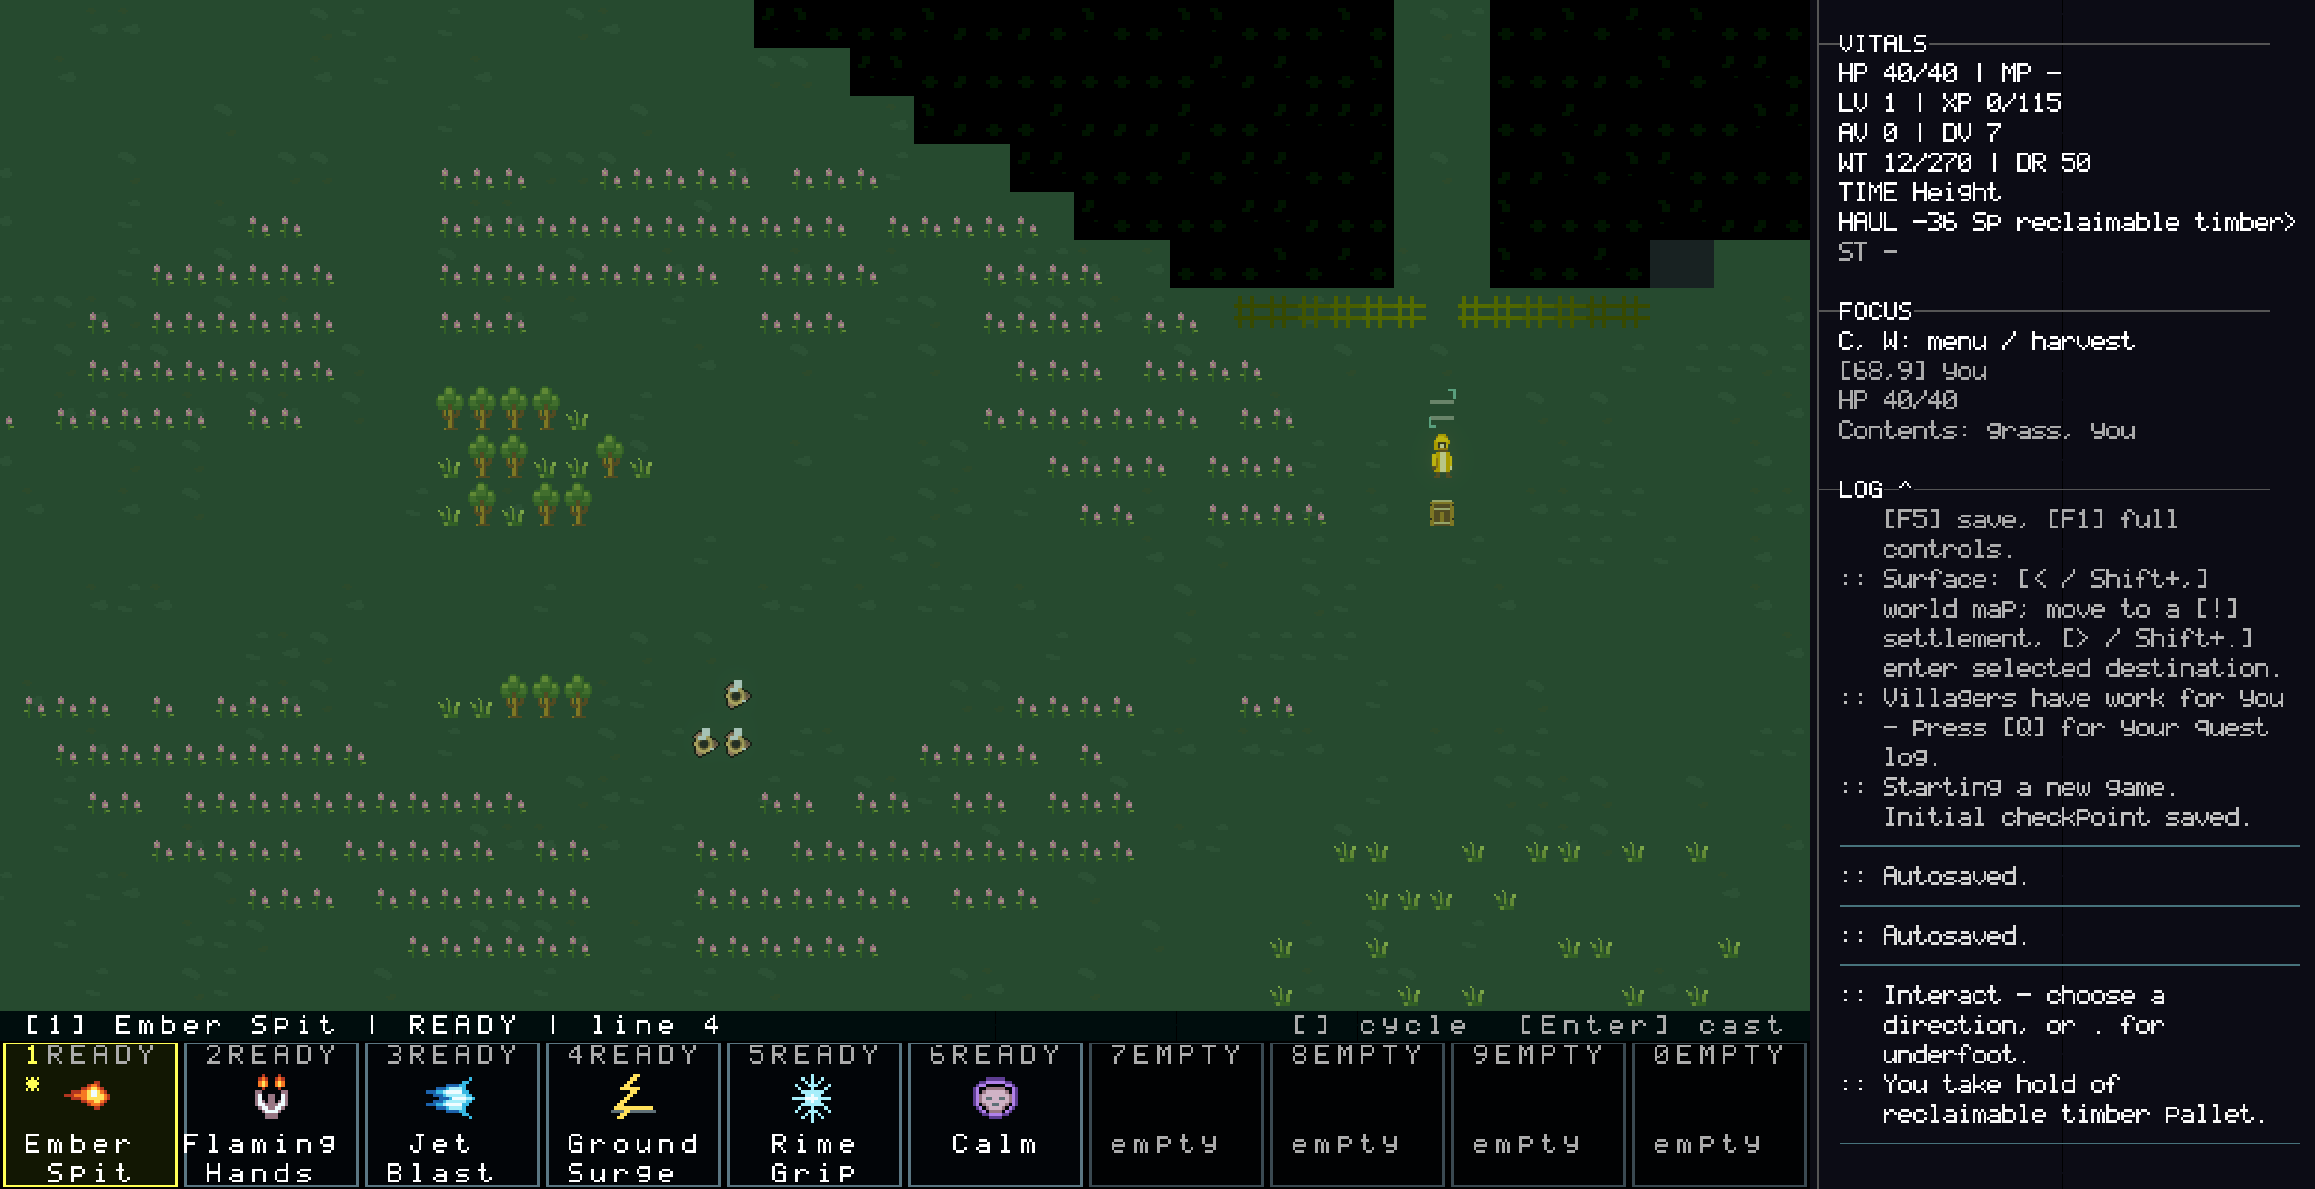 VITALS
HP 40/40 | MP -
LV 1 | XP 0/115
AV 0 | DV 7
WT 12/270 | DR 50
TIME Height
HAUL -36 Sp reclaimable timber>
ST -
FOCUS
C, W: menu / harvest
[68,9] You
HP 40/40
Contents: grass, you
LOG ^
[F5] save, [F1] full
controls.
:: Surface: [< / Shift+,]
world map; move to a [!]
settlement, [> / Shift+.]
enter selected destination.
:: Villagers have work for you
- press [Q] for your quest
log.
:: Starting a new game.
Initial checkpoint saved.
:: Autosaved.
:: Autosaved.
:: Interact - choose a
direction, or . for
underfoot.
:: You take hold of
reclaimable timber pallet.
[1] Ember Spit | READY | line 4
[] cycle [Enter] cast
1READY
Ember
Spit
2READY
Flaming
Hands
3READY
Jet
Blast
4READY
Ground
Surge
5READY
Rime
Grip
6READY
Calm
7EMPTY
empty
8EMPTY
empty
9EMPTY
empty
0EMPTY
empty